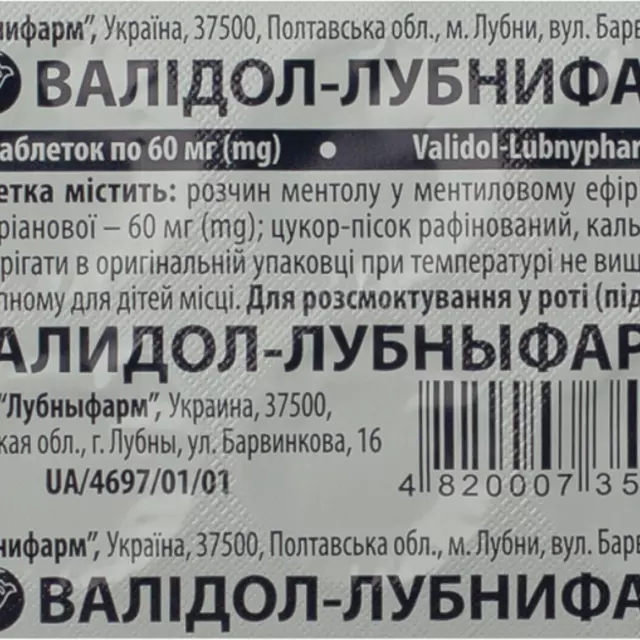 нифарм", Україна, 37500, Полтавська обл., м. Лубни, вул. Барв
ВАЛІДОЛ-ЛУБНИФА
аблеток по 60 мг (mg) • Validol-Lubnyphar
етка містить: розчин ментолу у ментиловому ефір
ріанової – 60 мг (mg); цукор-пісок рафінований, каль
рігати в оригінальній упаковці при температурі не вищ
пному для дітей місці. Для розсмоктування у роті (під
АЛИДОЛ-ЛУБНЫФАР
"Лубныфарм", Украина, 37500,
кая обл., г. Лубны, ул. Барвинкова, 16
UA/4697/01/01
4 820007 35
нифарм", Україна, 37500, Полтавська обл., м. Лубни, вул. Барв
ВАЛІДОЛ-ЛУБНИФА